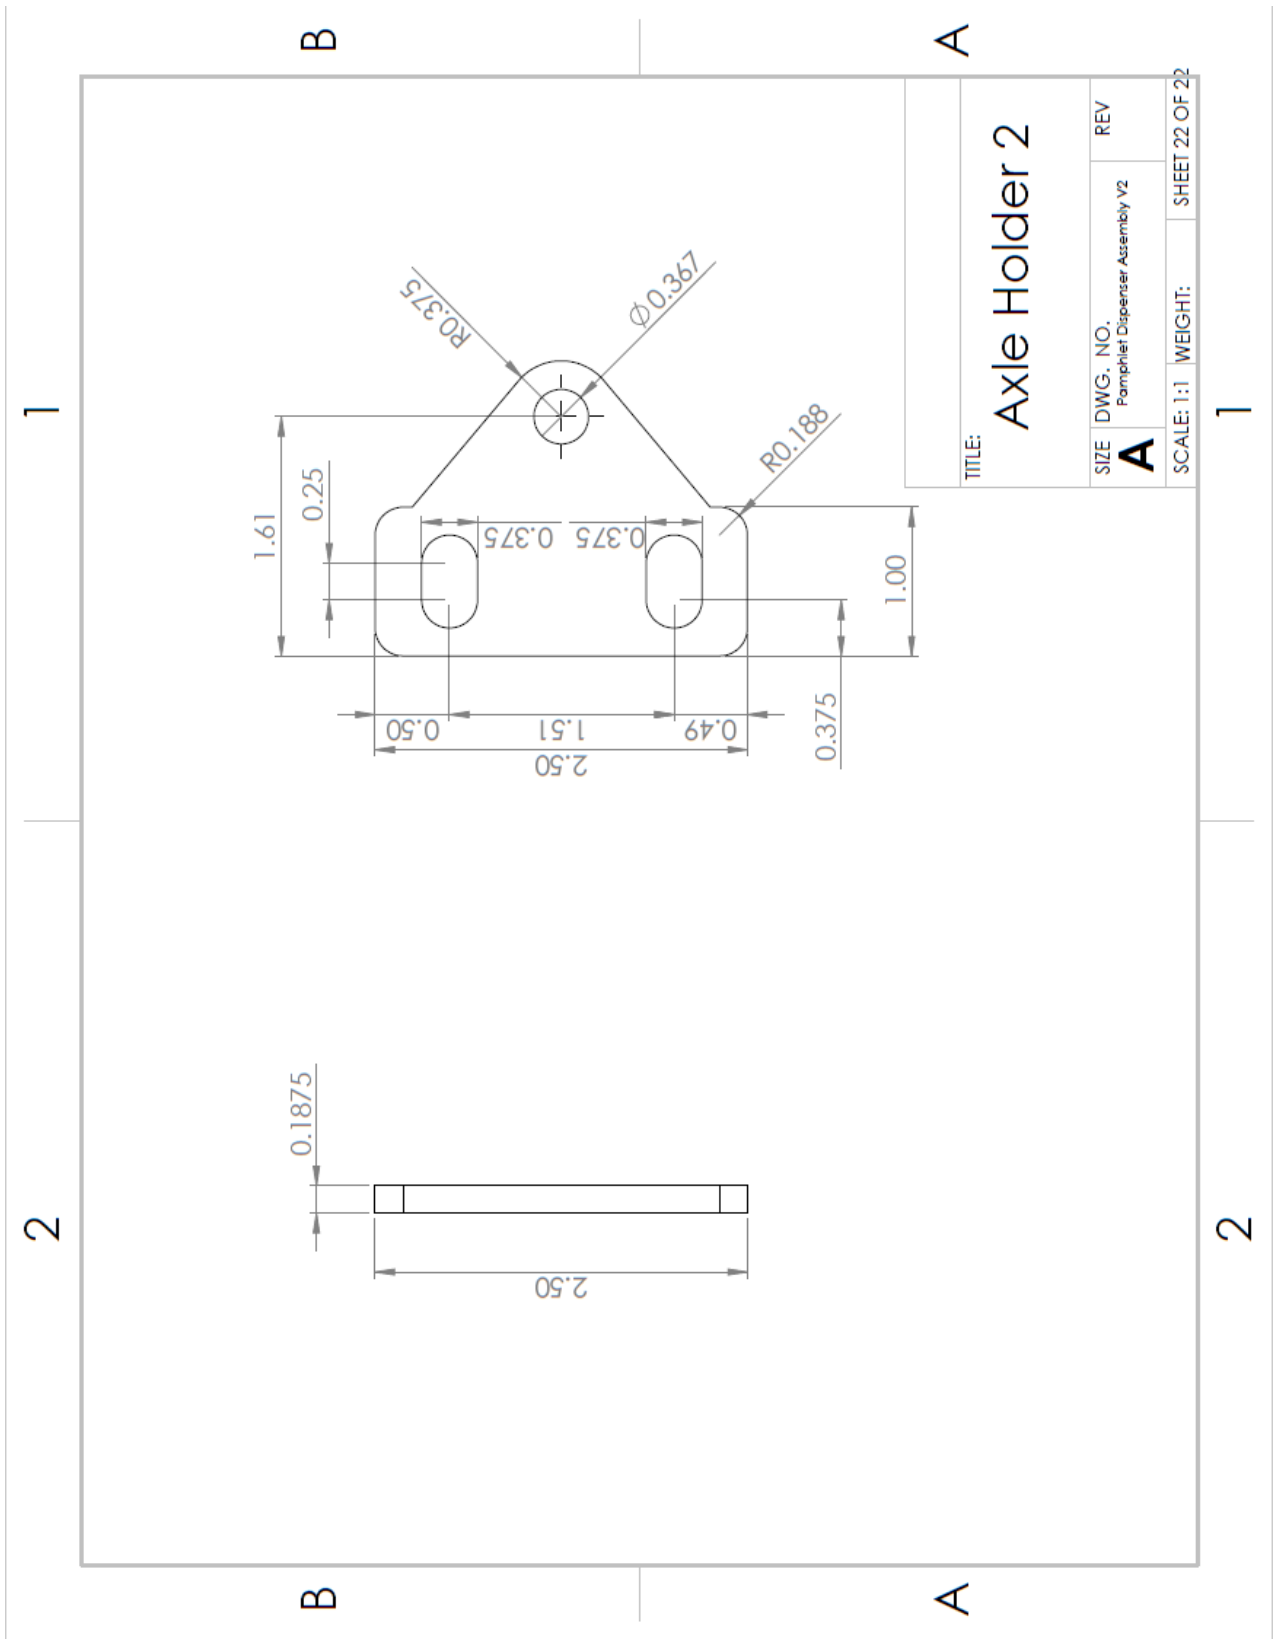 2
1
B
B
A
A
2
1
0.1875
2.50
1.61
0.25
R0.375
Ø0.367
0.375
0.375
R0.188
0.50
1.51
0.49
2.50
0.375
1.00
TITLE:
Axle Holder 2
SIZE
A
DWG. NO.
Pamphlet Dispenser Assembly V2
REV
SCALE: 1:1
WEIGHT:
SHEET 22 OF 22